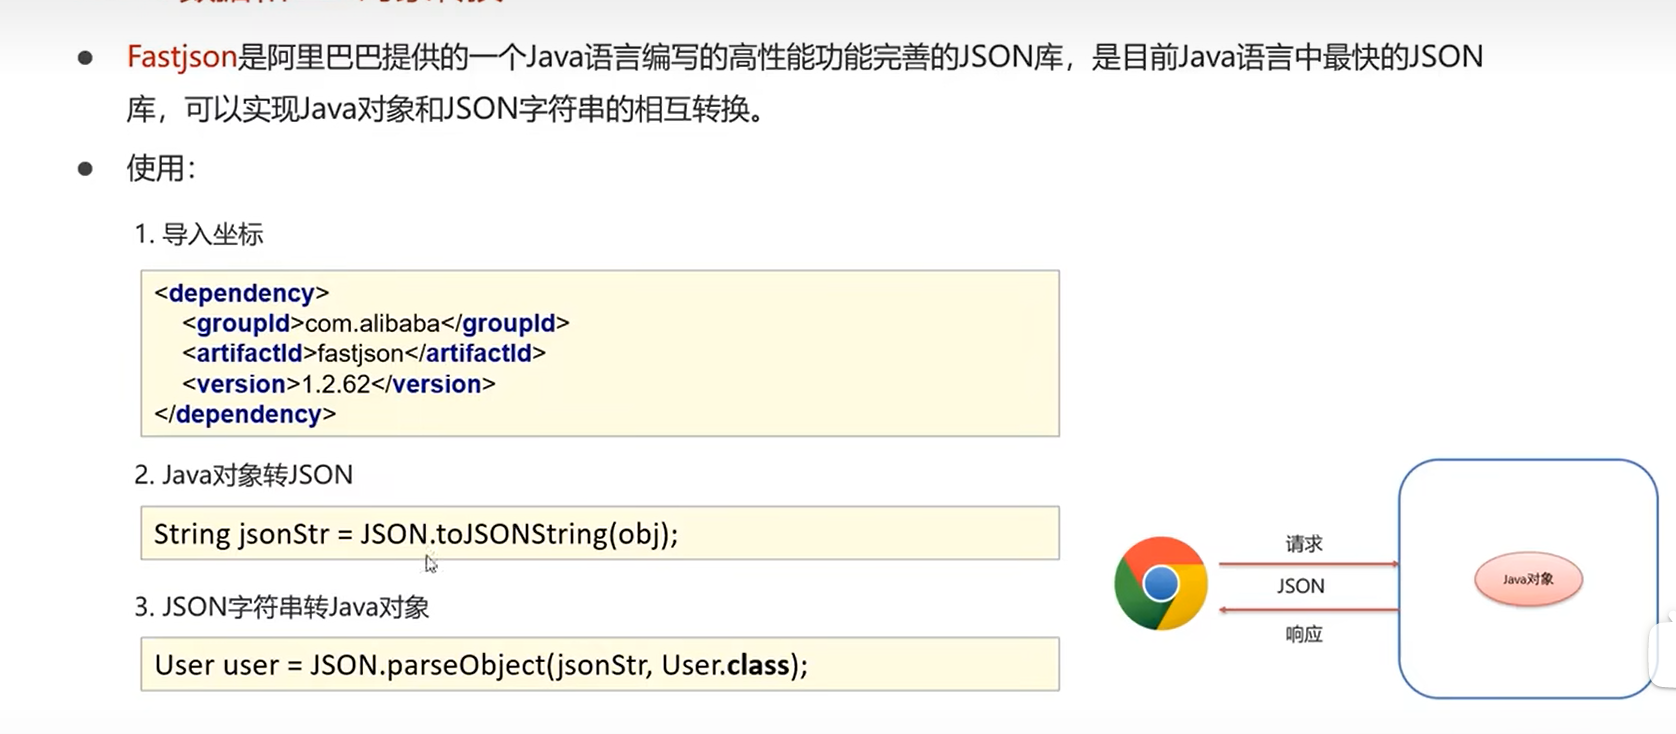 ● Fastjson是阿里巴巴提供的一个Java语言编写的高性能功能完善的JSON库，是目前Java语言中最快的JSON
库，可以实现Java对象和JSON字符串的相互转换。
● 使用：
1. 导入坐标
<dependency>
<groupId>com.alibaba</groupId>
<artifactId>fastjson</artifactId>
<version>1.2.62</version>
</dependency>
2. Java对象转JSON
String jsonStr = JSON.toJSONString(obj);
3. JSON字符串转Java对象
User user = JSON.parseObject(jsonStr, User.class);
请求
JSON
响应
Java对象